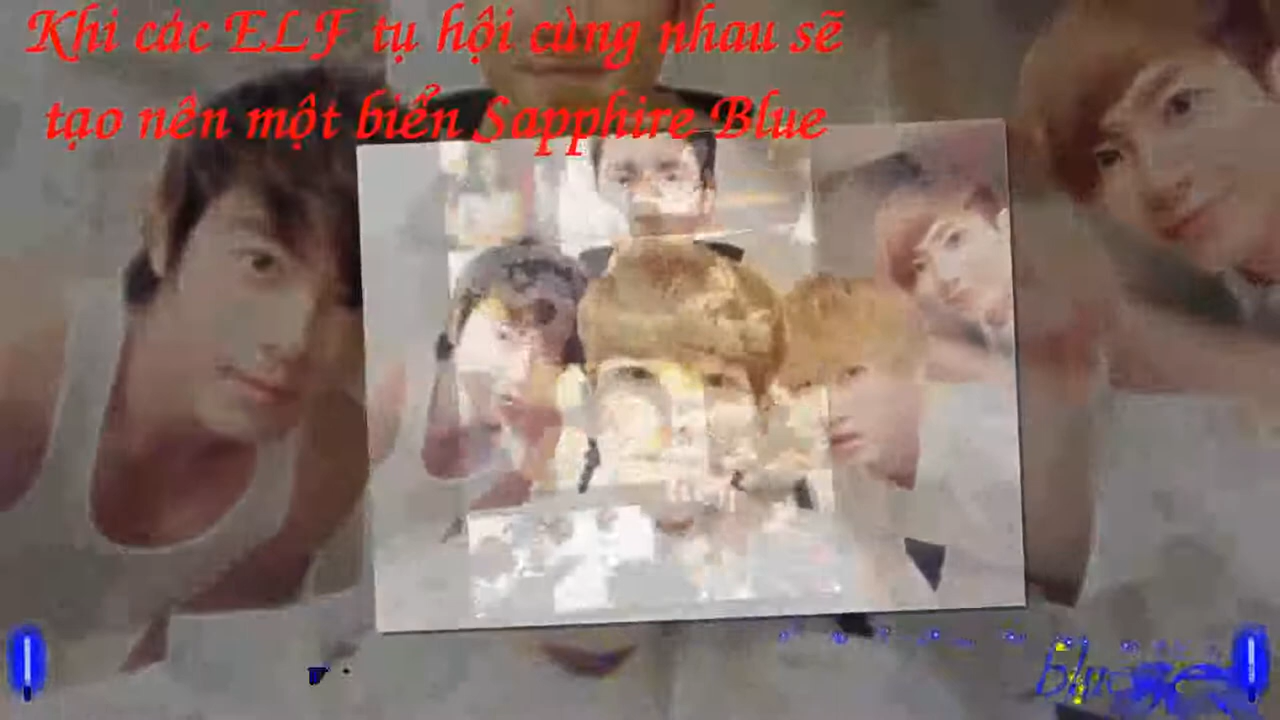 Khi các ELF tụ hội cùng nhau sẽ
tạo nên một biển Sapphire Blue